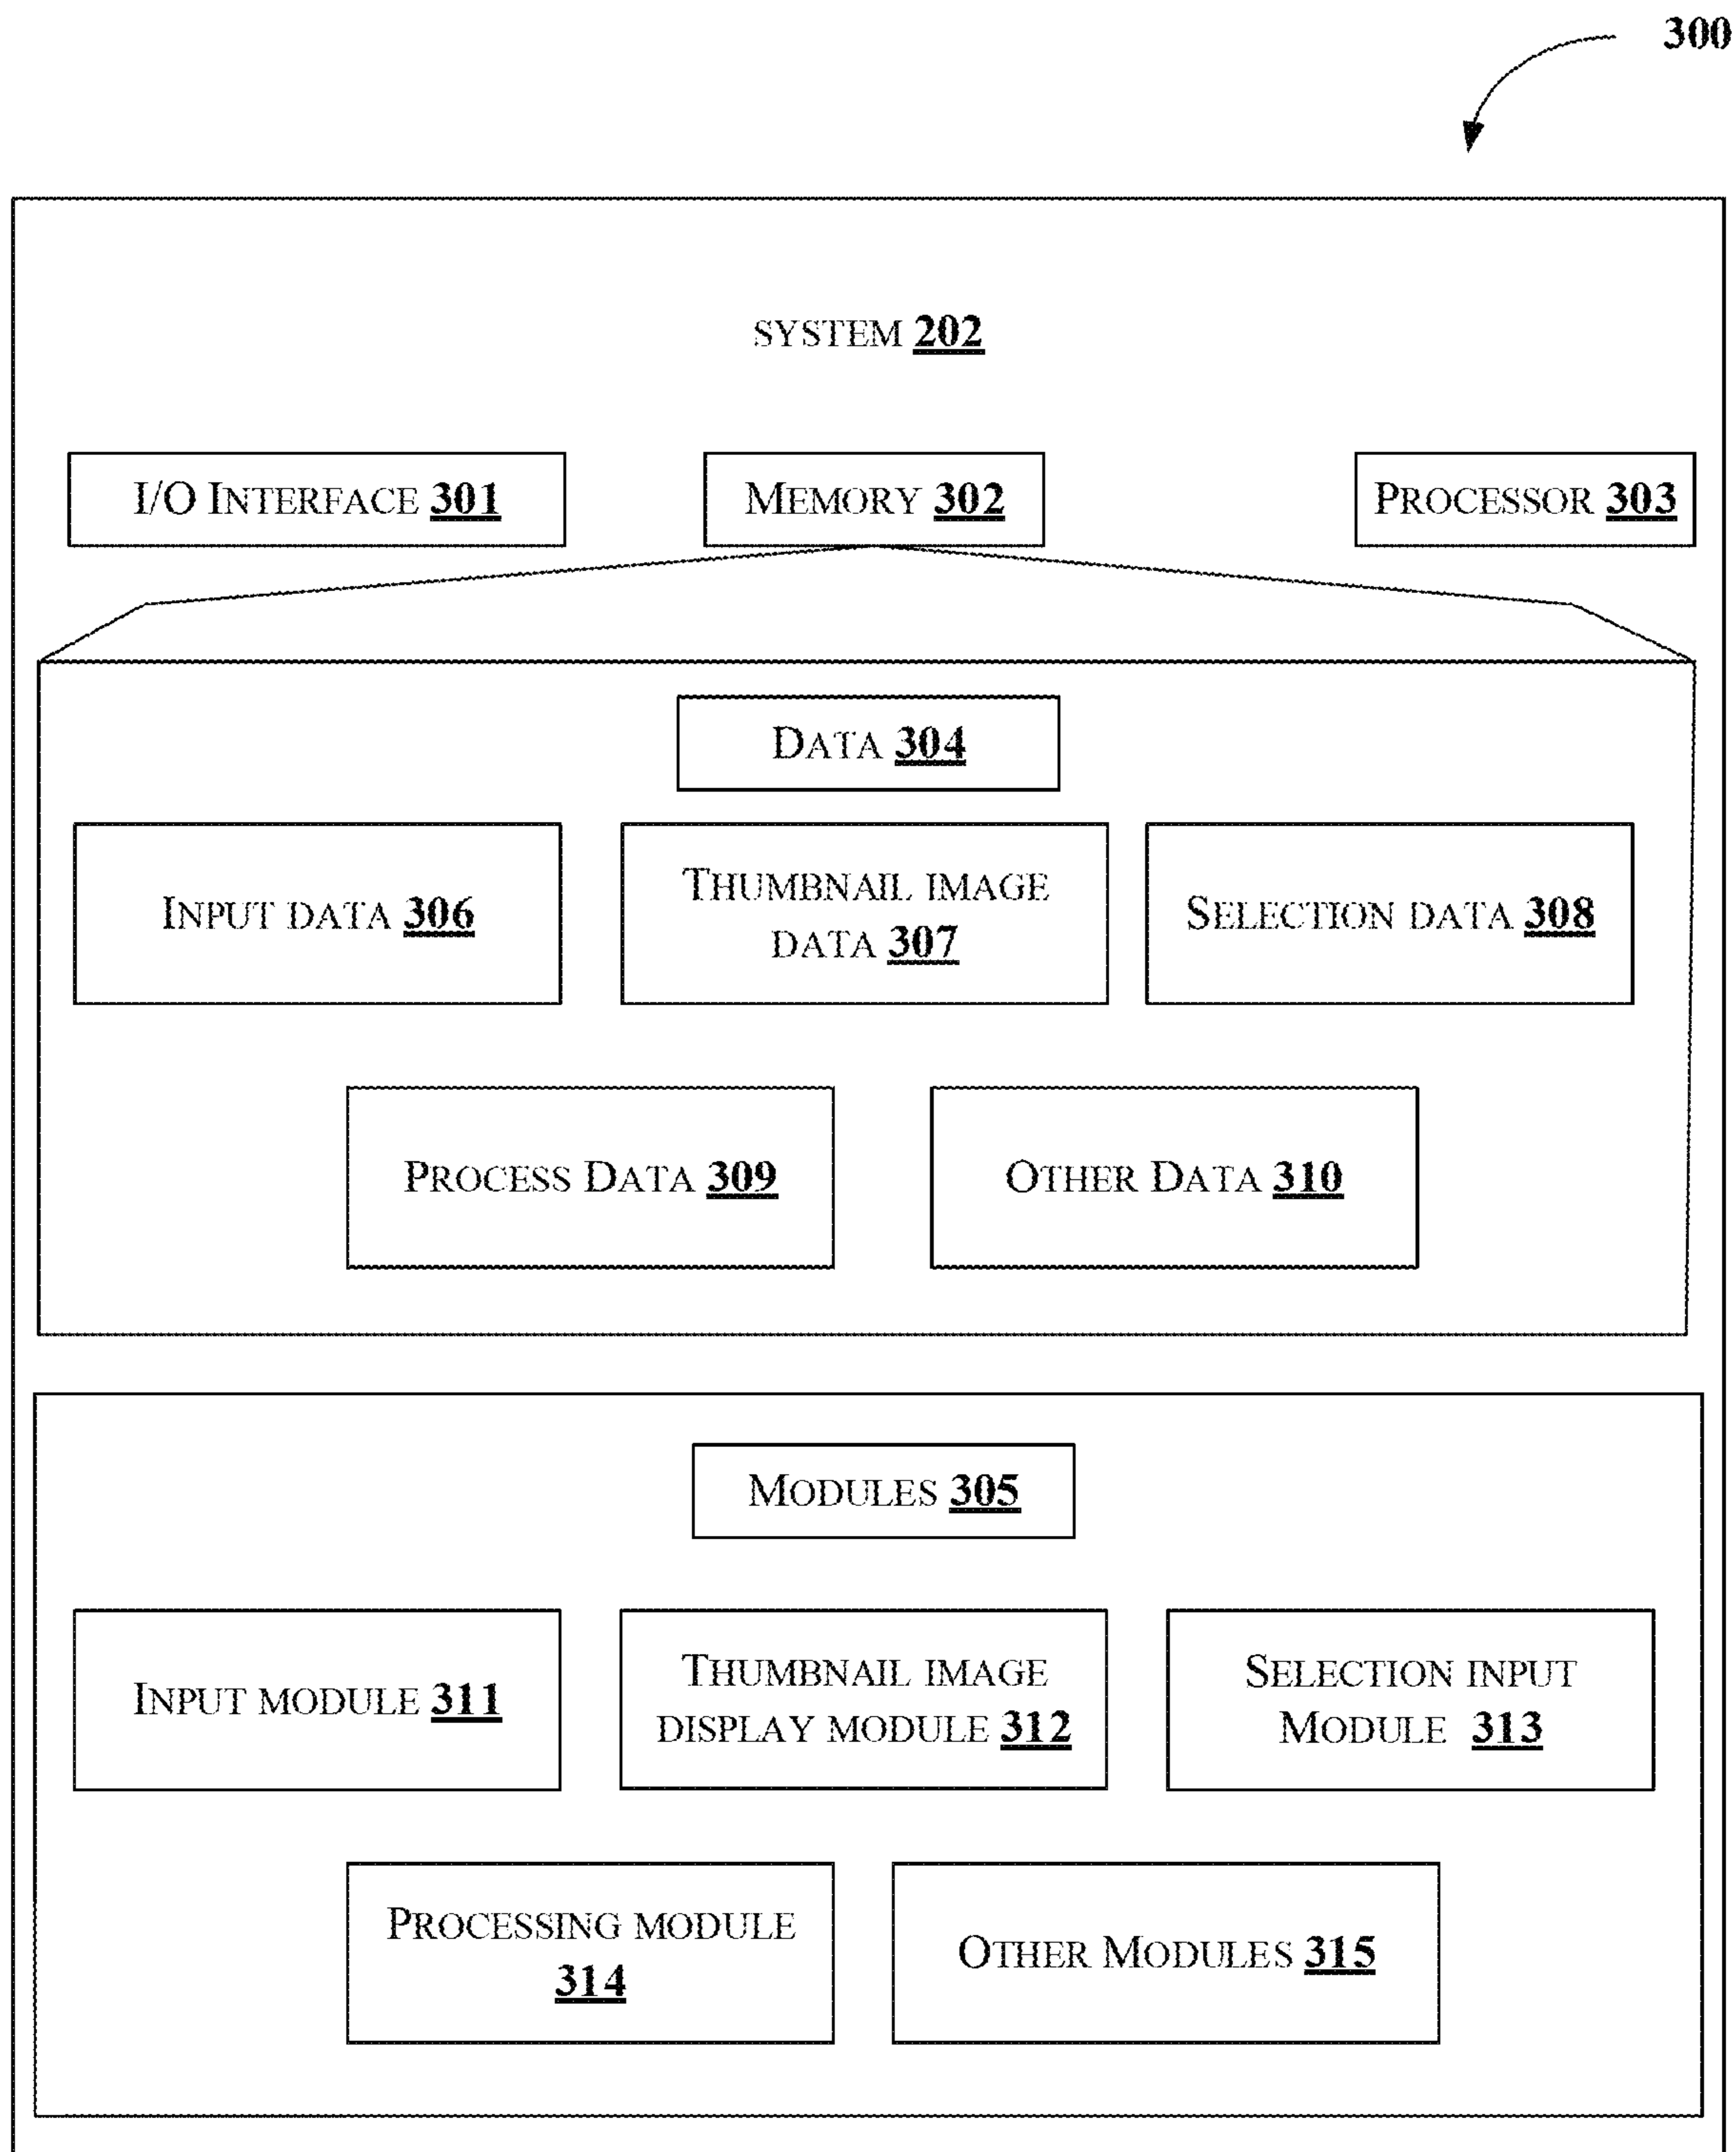 300
SYSTEM 202
I/O INTERFACE 301
MEMORY 302
PROCESSOR 303
DATA 304
INPUT DATA 306
THUMBNAIL IMAGE
DATA 307
SELECTION DATA 308
PROCESS DATA 309
OTHER DATA 310
MODULES 305
INPUT MODULE 311
THUMBNAIL IMAGE
DISPLAY MODULE 312
SELECTION INPUT
MODULE 313
PROCESSING MODULE
314
OTHER MODULES 315